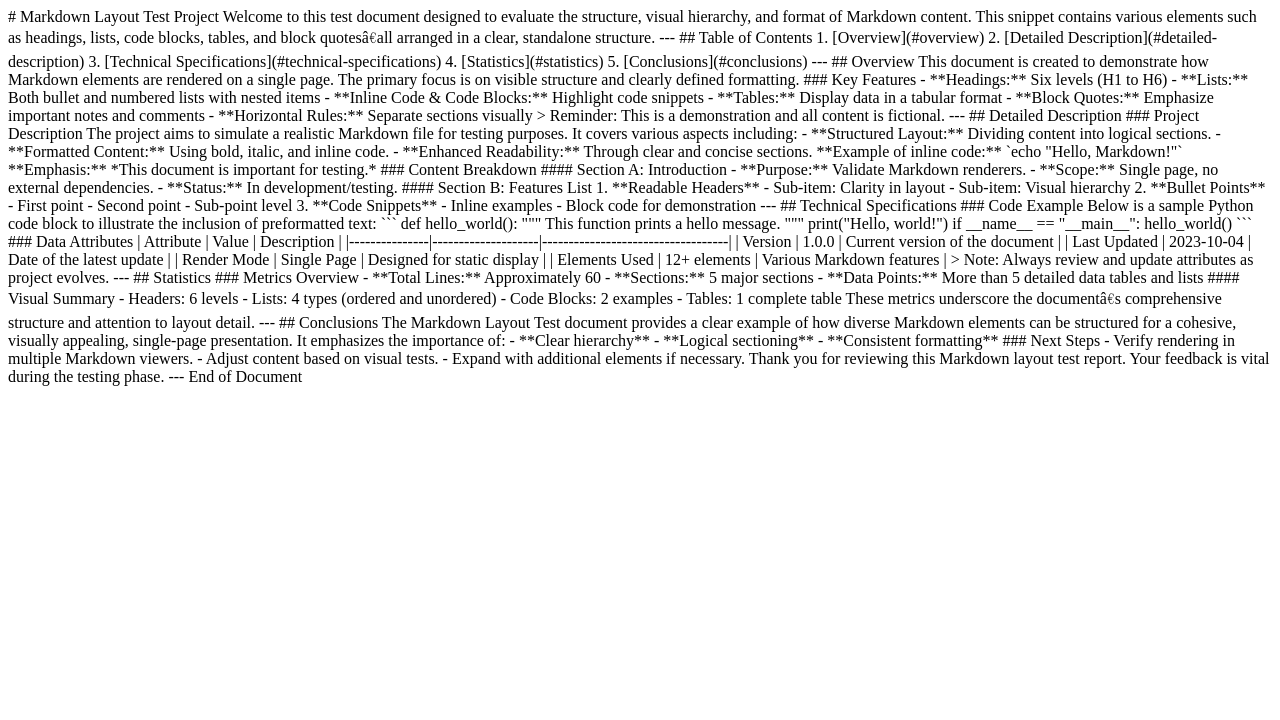 # Markdown Layout Test Project Welcome to this test document designed to evaluate the structure, visual hierarchy, and format of Markdown content. This snippet contains various elements such
as headings, lists, code blocks, tables, and block quotesâ€all arranged in a clear, standalone structure. --- ## Table of Contents 1. [Overview](#overview) 2. [Detailed Description](#detailed-
description) 3. [Technical Specifications](#technical-specifications) 4. [Statistics](#statistics) 5. [Conclusions](#conclusions) --- ## Overview This document is created to demonstrate how
Markdown elements are rendered on a single page. The primary focus is on visible structure and clearly defined formatting. ### Key Features - **Headings:** Six levels (H1 to H6) - **Lists:**
Both bullet and numbered lists with nested items - **Inline Code & Code Blocks:** Highlight code snippets - **Tables:** Display data in a tabular format - **Block Quotes:** Emphasize
important notes and comments - **Horizontal Rules:** Separate sections visually > Reminder: This is a demonstration and all content is fictional. --- ## Detailed Description ### Project
Description The project aims to simulate a realistic Markdown file for testing purposes. It covers various aspects including: - **Structured Layout:** Dividing content into logical sections. -
**Formatted Content:** Using bold, italic, and inline code. - **Enhanced Readability:** Through clear and concise sections. **Example of inline code:** `echo "Hello, Markdown!"`
**Emphasis:** *This document is important for testing.* ### Content Breakdown #### Section A: Introduction - **Purpose:** Validate Markdown renderers. - **Scope:** Single page, no
external dependencies. - **Status:** In development/testing. #### Section B: Features List 1. **Readable Headers** - Sub-item: Clarity in layout - Sub-item: Visual hierarchy 2. **Bullet Points**
- First point - Second point - Sub-point level 3. **Code Snippets** - Inline examples - Block code for demonstration --- ## Technical Specifications ### Code Example Below is a sample Python
code block to illustrate the inclusion of preformatted text: ``` def hello_world(): """ This function prints a hello message. """ print("Hello, world!") if __name__ == "__main__": hello_world() ```
### Data Attributes | Attribute | Value | Description | |---------------|--------------------|-----------------------------------| | Version | 1.0.0 | Current version of the document | | Last Updated | 2023-10-04 |
Date of the latest update | | Render Mode | Single Page | Designed for static display | | Elements Used | 12+ elements | Various Markdown features | > Note: Always review and update attributes as
project evolves. --- ## Statistics ### Metrics Overview - **Total Lines:** Approximately 60 - **Sections:** 5 major sections - **Data Points:** More than 5 detailed data tables and lists ####
Visual Summary - Headers: 6 levels - Lists: 4 types (ordered and unordered) - Code Blocks: 2 examples - Tables: 1 complete table These metrics underscore the documentâ€s comprehensive
structure and attention to layout detail. --- ## Conclusions The Markdown Layout Test document provides a clear example of how diverse Markdown elements can be structured for a cohesive,
visually appealing, single-page presentation. It emphasizes the importance of: - **Clear hierarchy** - **Logical sectioning** - **Consistent formatting** ### Next Steps - Verify rendering in
multiple Markdown viewers. - Adjust content based on visual tests. - Expand with additional elements if necessary. Thank you for reviewing this Markdown layout test report. Your feedback is vital
during the testing phase. --- End of Document